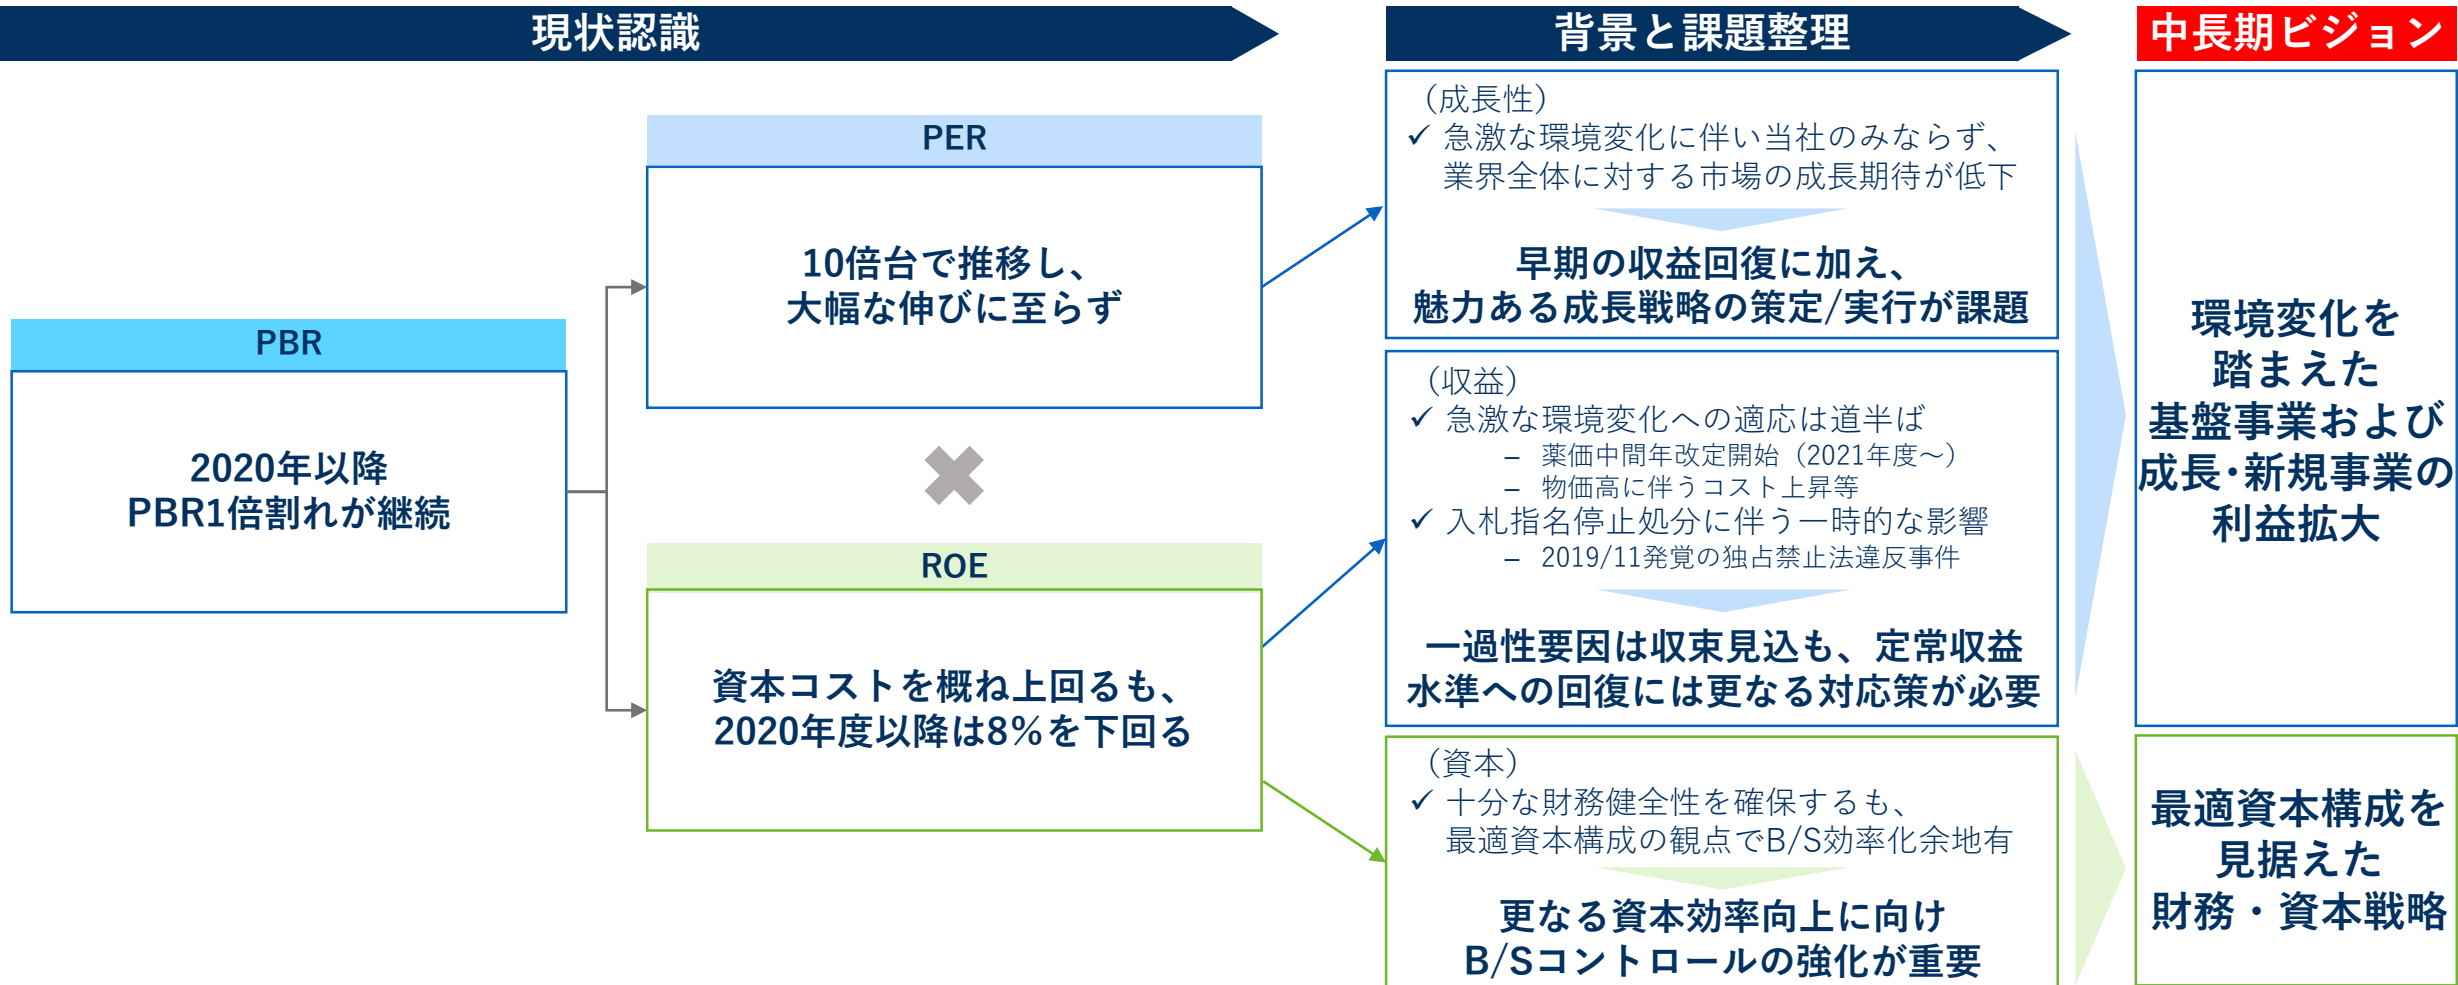 現状認識
背景と課題整理
中長期ビジョン
PBR
2020年以降
PBR1倍割れが継続
PER
10倍台で推移し、
大幅な伸びに至らず
ROE
資本コストを概ね上回るも、
2020年度以降は8%を下回る
（成長性）
✓ 急激な環境変化に伴い当社のみならず、
業界全体に対する市場の成長期待が低下
早期の収益回復に加え、
魅力ある成長戦略の策定/実行が課題
（収益）
✓ 急激な環境変化への適応は道半ば
– 薬価中間年改定開始（2021年度～）
– 物価高に伴うコスト上昇等
✓ 入札指名停止処分に伴う一時的な影響
– 2019/11発覚の独占禁止法違反事件
一過性要因は収束見込も、定常収益
水準への回復には更なる対応策が必要
（資本）
✓ 十分な財務健全性を確保するも、
最適資本構成の観点でB/S効率化余地有
更なる資本効率向上に向け
B/Sコントロールの強化が重要
環境変化を
踏まえた
基盤事業および
成長･新規事業の
利益拡大
最適資本構成を
見据えた
財務・資本戦略